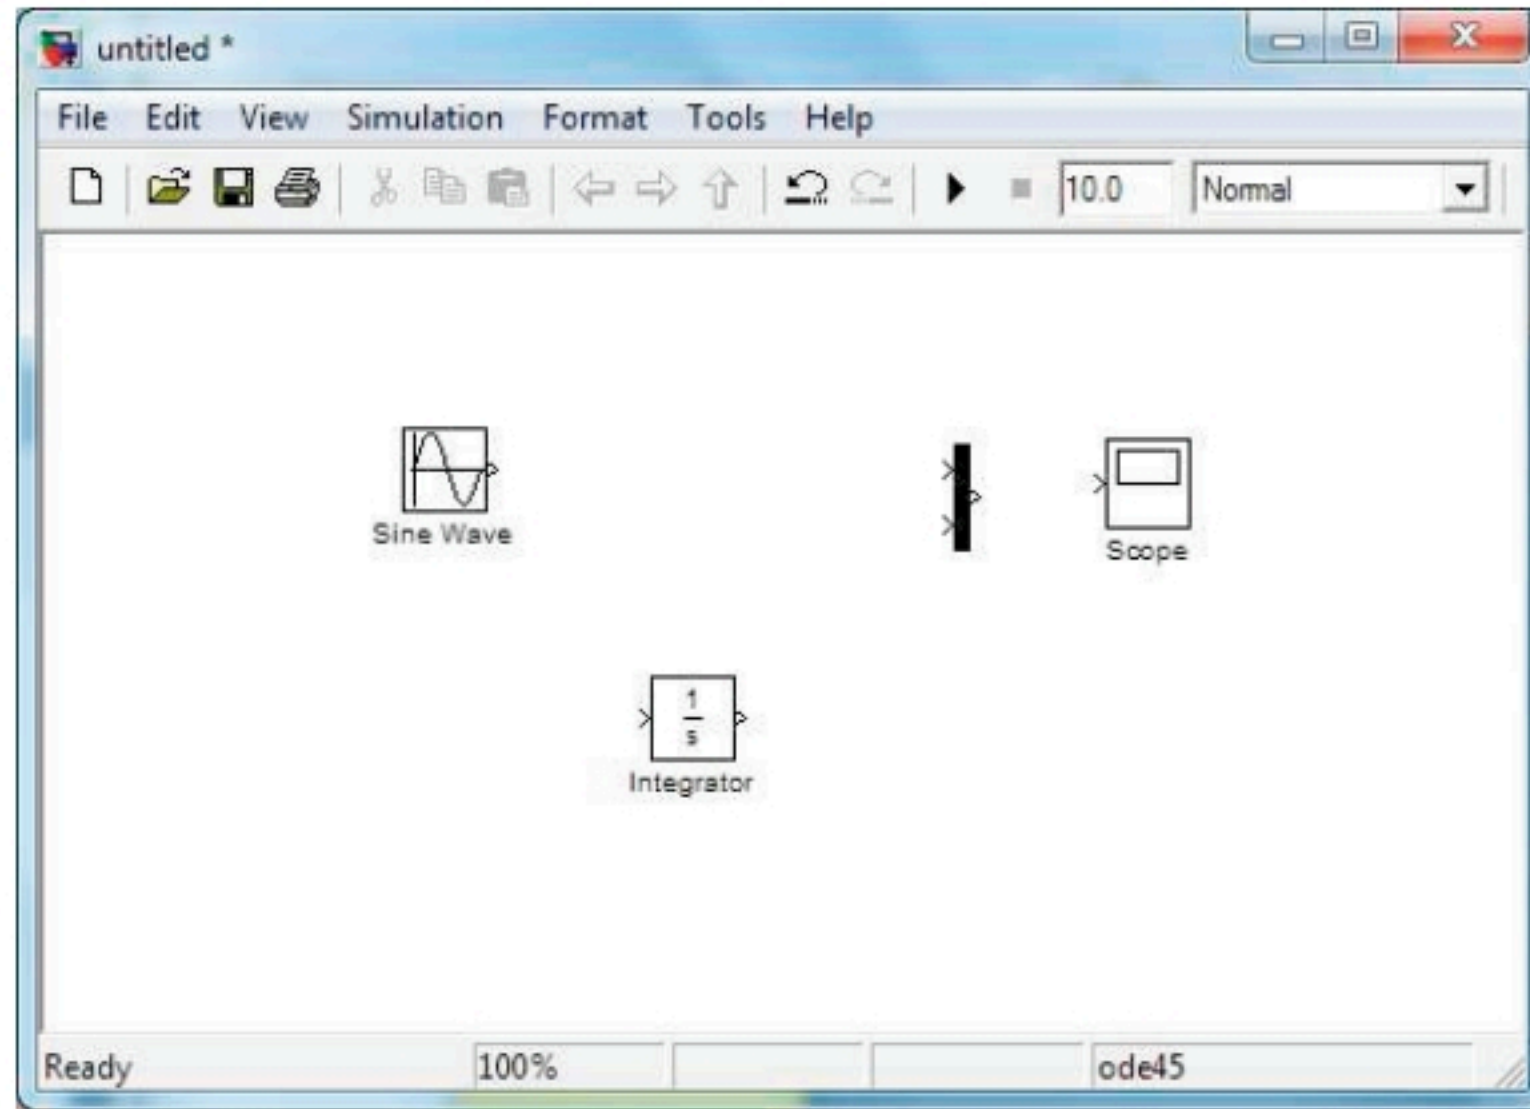 untitled *
File Edit View Simulation Format Tools Help
10.0 Normal
Sine Wave
Scope
1
s
Integrator
Ready 100% ode45